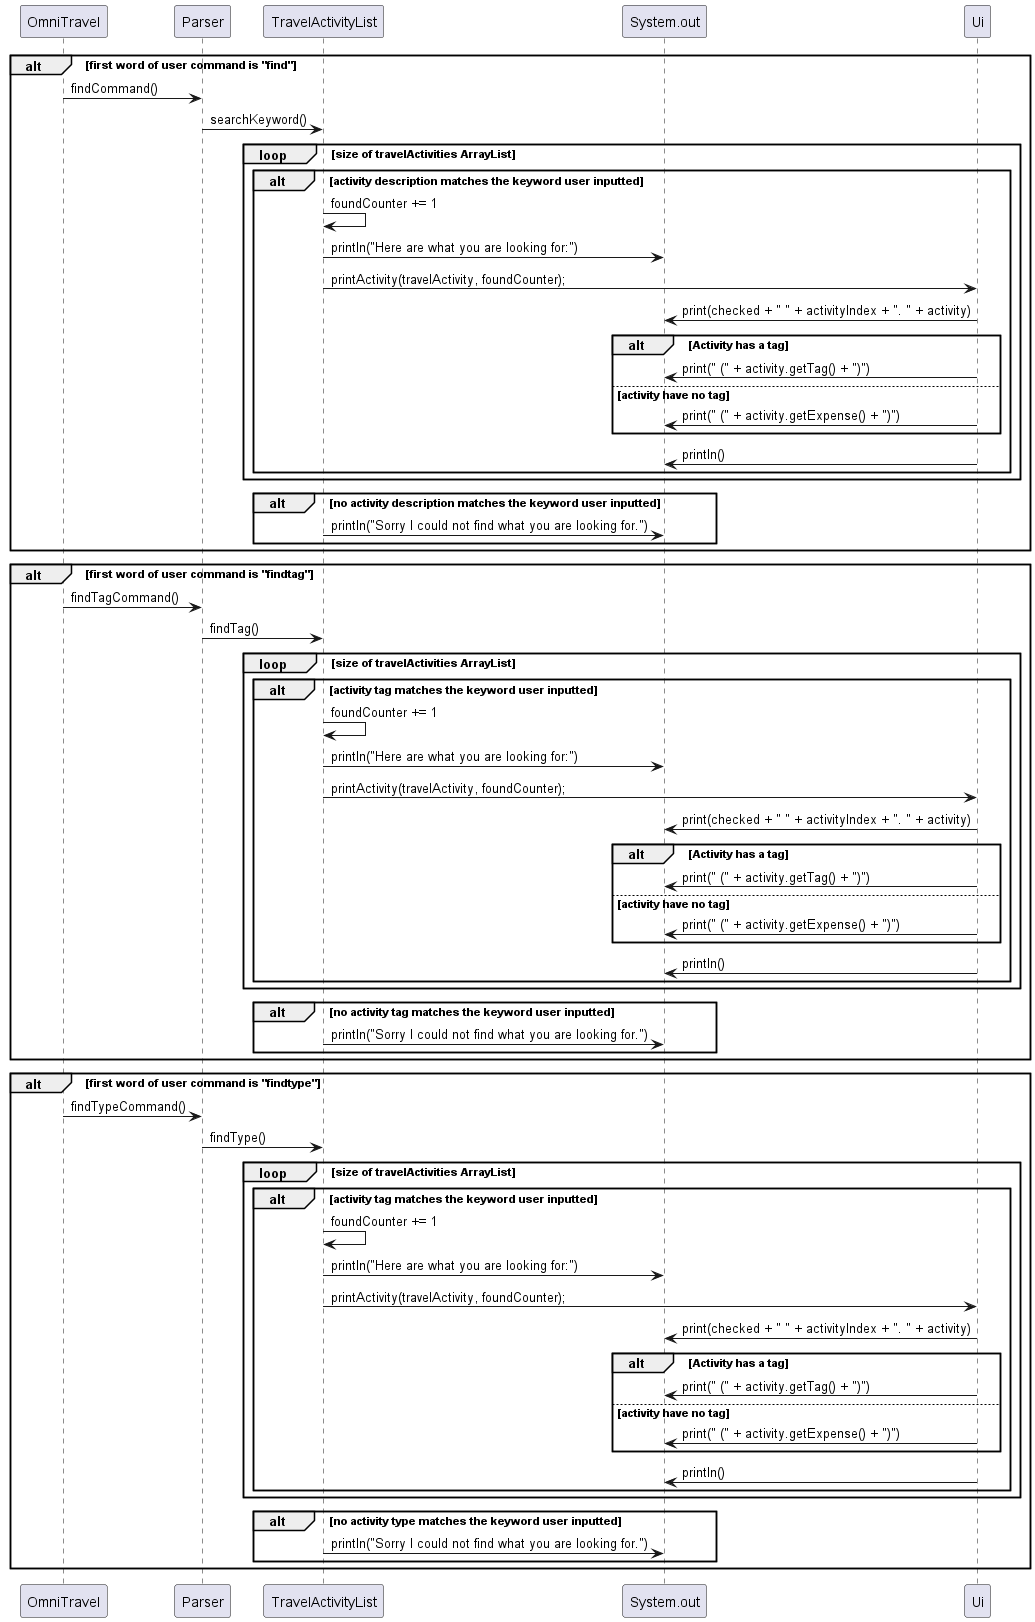 OmniTravel Parser TravelActivityList System.out Ui
alt [first word of user command is "find"]
findCommand()
searchKeyword()
loop [size of travelActivities ArrayList]
alt [activity description matches the keyword user inputted]
foundCounter += 1
println("Here are what you are looking for:")
printActivity(travelActivity, foundCounter);
print(checked + " " + activityIndex + ". " + activity)
alt [Activity has a tag]
print(" (" + activity.getTag() + ")")
[activity have no tag]
print(" (" + activity.getExpense() + ")")
println()
alt [no activity description matches the keyword user inputted]
println("Sorry I could not find what you are looking for.")
alt [first word of user command is "findtag"]
findTagCommand()
findTag()
loop [size of travelActivities ArrayList]
alt [activity tag matches the keyword user inputted]
foundCounter += 1
println("Here are what you are looking for:")
printActivity(travelActivity, foundCounter);
print(checked + " " + activityIndex + ". " + activity)
alt [Activity has a tag]
print(" (" + activity.getTag() + ")")
[activity have no tag]
print(" (" + activity.getExpense() + ")")
println()
alt [no activity tag matches the keyword user inputted]
println("Sorry I could not find what you are looking for.")
alt [first word of user command is "findtype"]
findTypeCommand()
findType()
loop [size of travelActivities ArrayList]
alt [activity tag matches the keyword user inputted]
foundCounter += 1
println("Here are what you are looking for:")
printActivity(travelActivity, foundCounter);
print(checked + " " + activityIndex + ". " + activity)
alt [Activity has a tag]
print(" (" + activity.getTag() + ")")
[activity have no tag]
print(" (" + activity.getExpense() + ")")
println()
alt [no activity type matches the keyword user inputted]
println("Sorry I could not find what you are looking for.")
OmniTravel Parser TravelActivityList System.out Ui